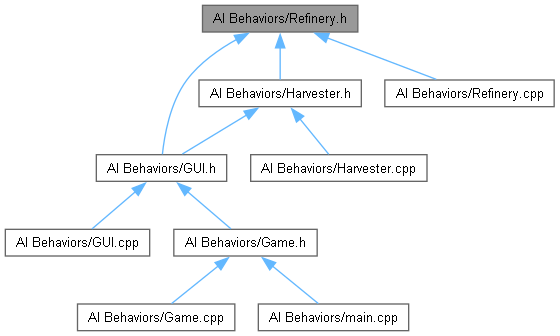 AI Behaviors/Refinery.h
AI Behaviors/Harvester.h
AI Behaviors/Refinery.cpp
AI Behaviors/GUI.h
AI Behaviors/Harvester.cpp
AI Behaviors/GUI.cpp
AI Behaviors/Game.h
AI Behaviors/Game.cpp
AI Behaviors/main.cpp